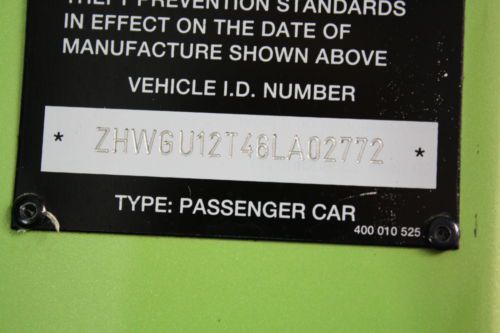 THEFT PREVENTION STANDARDS
IN EFFECT ON THE DATE OF
MANUFACTURE SHOWN ABOVE
VEHICLE I.D. NUMBER
* ZHWGU12T46LA02772 *
TYPE: PASSENGER CAR
400 010 525